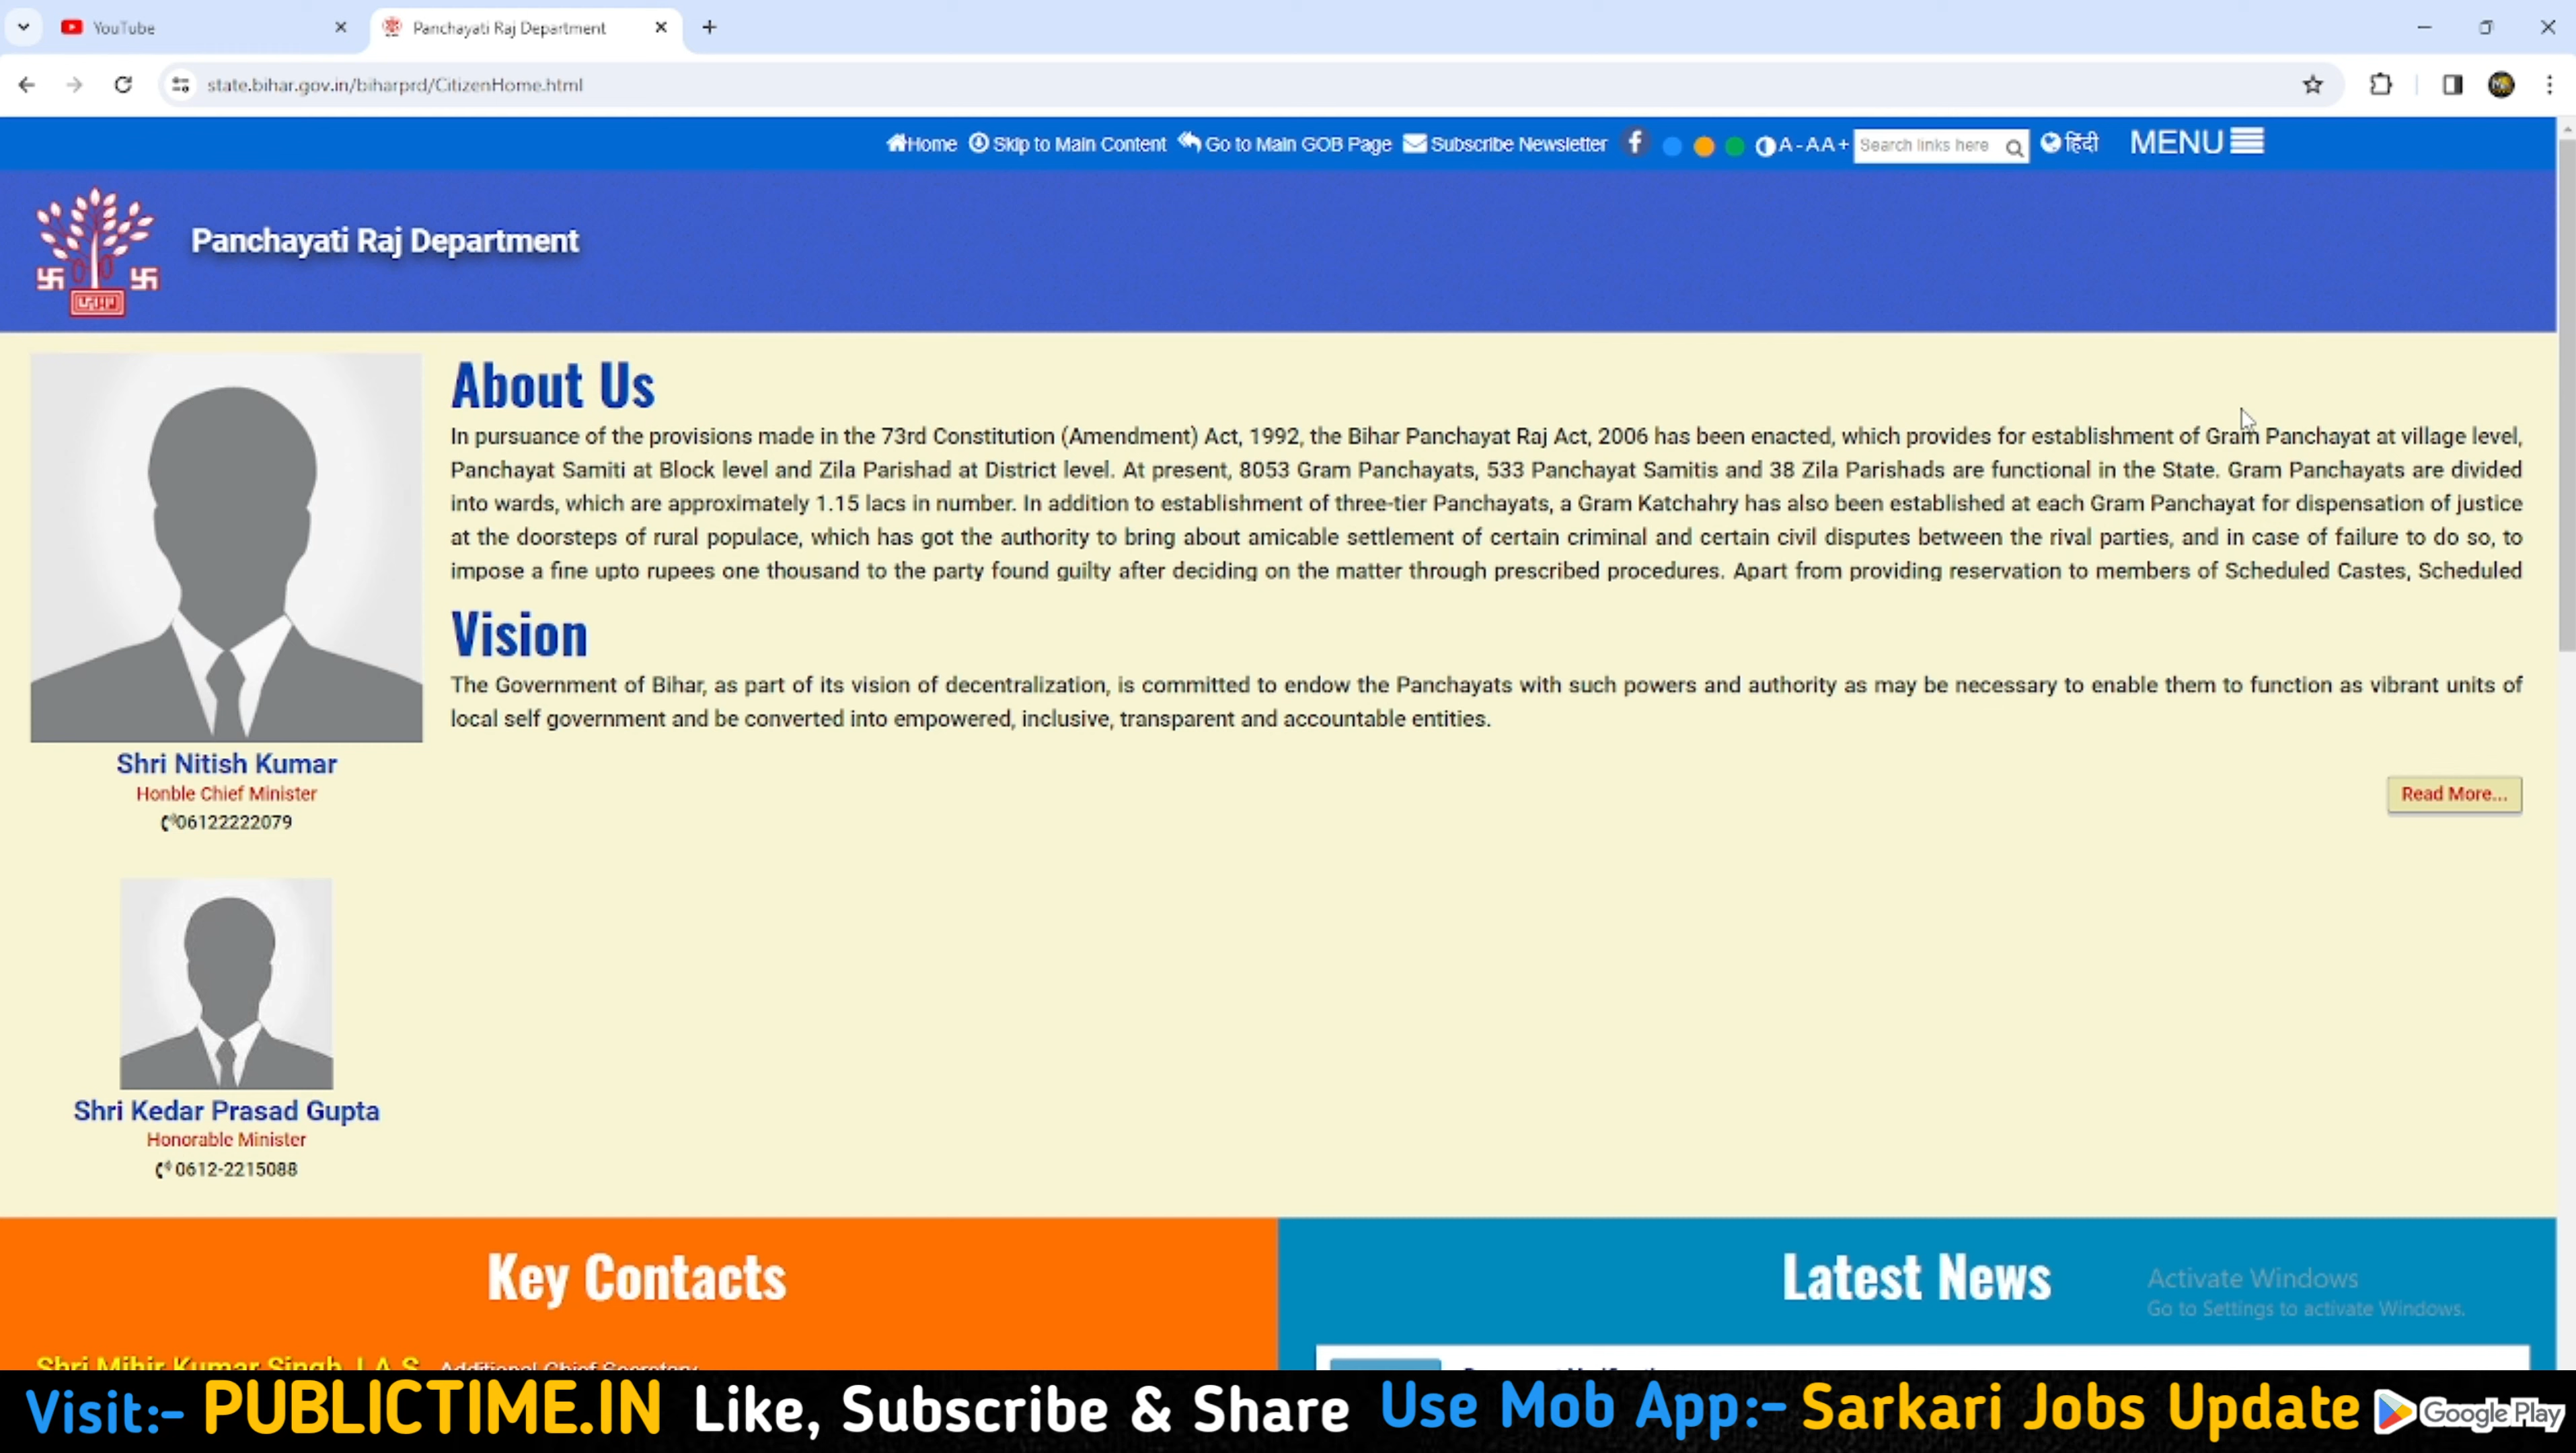 YouTube
Panchayati Raj Department
state.bihar.gov.in/biharprd/CitizenHome.html
Home Skip to Main Content Go to Main GOB Page Subscribe Newsletter A - A A + Search links here हिंदी MENU
Panchayati Raj Department
About Us
In pursuance of the provisions made in the 73rd Constitution (Amendment) Act, 1992, the Bihar Panchayat Raj Act, 2006 has been enacted, which provides for establishment of Gram Panchayat at village level,
Panchayat Samiti at Block level and Zila Parishad at District level. At present, 8053 Gram Panchayats, 533 Panchayat Samitis and 38 Zila Parishads are functional in the State. Gram Panchayats are divided
into wards, which are approximately 1.15 lacs in number. In addition to establishment of three-tier Panchayats, a Gram Katchahry has also been established at each Gram Panchayat for dispensation of justice
at the doorsteps of rural populace, which has got the authority to bring about amicable settlement of certain criminal and certain civil disputes between the rival parties, and in case of failure to do so, to
impose a fine upto rupees one thousand to the party found guilty after deciding on the matter through prescribed procedures. Apart from providing reservation to members of Scheduled Castes, Scheduled
Vision
The Government of Bihar, as part of its vision of decentralization, is committed to endow the Panchayats with such powers and authority as may be necessary to enable them to function as vibrant units of
local self government and be converted into empowered, inclusive, transparent and accountable entities.
Read More...
Shri Nitish Kumar
Honble Chief Minister
06122222079
Shri Kedar Prasad Gupta
Honorable Minister
0612-2215088
Key Contacts
Shri Mihir Kumar Singh, I.A.S. Additional Chief Secretary
Latest News
Activate Windows
Go to Settings to activate Windows.
Visit:- PUBLICTIME.IN Like, Subscribe & Share Use Mob App:- Sarkari Jobs Update Google Play